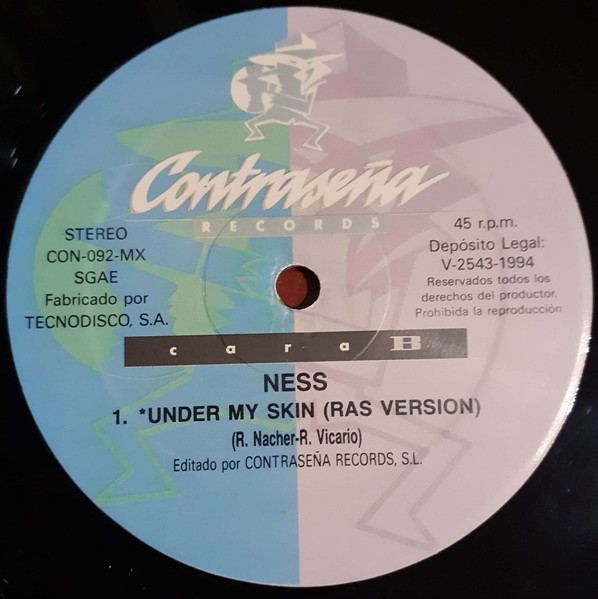 Contraseña
RECORDS
STEREO
CON-092-MX
SGAE
Fabricado por
TECNODISCO, S.A.
45 r.p.m.
Depósito Legal:
V-2543-1994
Reservados todos los
derechos del productor.
Prohibida la reproducción
cara B
NESS
1. *UNDER MY SKIN (RAS VERSION)
(R. Nacher-R. Vicario)
Editado por CONTRASEÑA RECORDS, S.L.